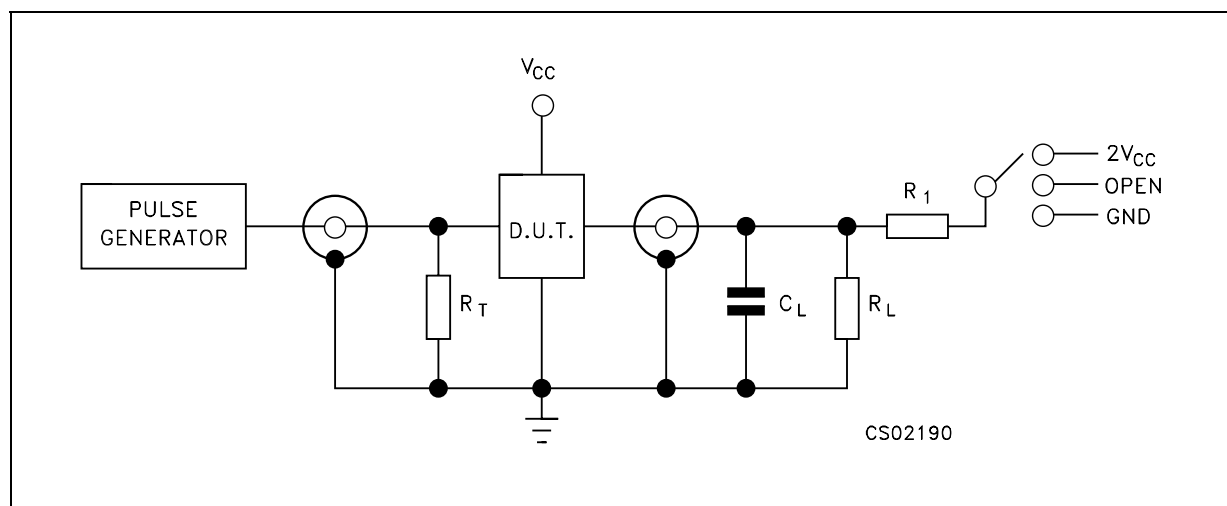 VCC
PULSE
GENERATOR
D.U.T.
RT
CL
RL
R1
2VCC
OPEN
GND
CS02190